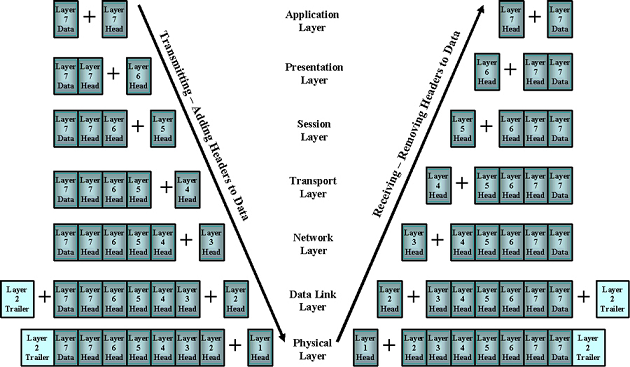 Layer Layer
7 + 7
Data Head
Application
Layer
Layer Layer
7 + 7
Head Data
Layer Layer Layer
7 7 + 6
Data Head Head
Presentation
Layer
Layer Layer Layer
6 + 7 7
Head Head Data
Layer Layer Layer Layer
7 7 6 + 5
Data Head Head Head
Session
Layer
Layer Layer Layer Layer
5 + 6 7 7
Head Head Head Data
Layer Layer Layer Layer Layer
7 7 6 5 + 4
Data Head Head Head Head
Transport
Layer
Layer Layer Layer Layer Layer
4 + 5 6 7 7
Head Head Head Head Data
Layer Layer Layer Layer Layer Layer
7 7 6 5 4 + 3
Data Head Head Head Head Head
Network
Layer
Layer Layer Layer Layer Layer Layer
3 + 4 5 6 7 7
Head Head Head Head Head Data
Layer Layer Layer Layer Layer Layer Layer Layer
2 + 7 7 6 5 4 3 + 2
Trailer Data Head Head Head Head Head Head
Data Link
Layer
Layer Layer Layer Layer Layer Layer Layer Layer
2 + 3 4 5 6 7 7 + 2
Head Head Head Head Head Head Data Trailer
Layer Layer Layer Layer Layer Layer Layer Layer Layer
2 7 7 6 5 4 3 2 + 1
Trailer Data Head Head Head Head Head Head Head
Physical
Layer
Layer Layer Layer Layer Layer Layer Layer Layer Layer
1 + 2 3 4 5 6 7 7 2
Head Head Head Head Head Head Head Data Trailer
Transmitting – Adding Headers to Data
Receiving – Removing Headers to Data